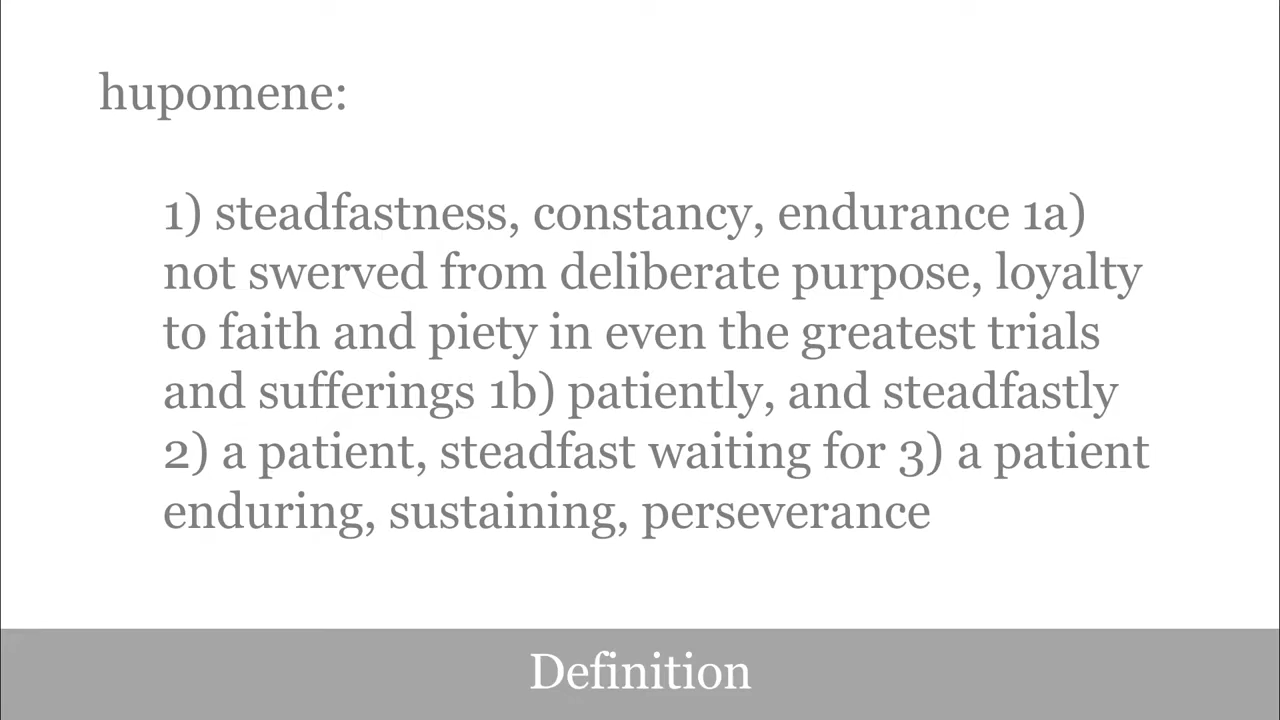 hupomene:
1) steadfastness, constancy, endurance 1a)
not swerved from deliberate purpose, loyalty
to faith and piety in even the greatest trials
and sufferings 1b) patiently, and steadfastly
2) a patient, steadfast waiting for 3) a patient
enduring, sustaining, perseverance
Definition